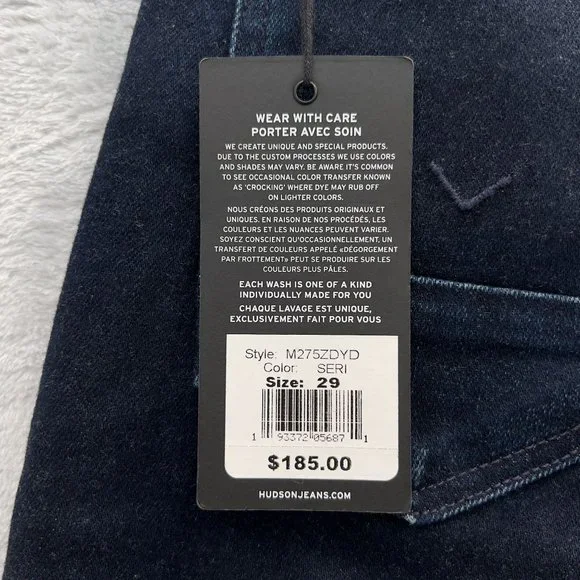 WEAR WITH CARE
PORTER AVEC SOIN
WE CREATE UNIQUE AND SPECIAL PRODUCTS.
DUE TO THE CUSTOM PROCESSES WE USE COLORS
AND SHADES MAY VARY. BE AWARE IT'S COMMON
TO SEE OCCASIONAL COLOR TRANSFER KNOWN
AS 'CROCKING' WHERE DYE MAY RUB OFF
ON LIGHTER COLORS.
NOUS CRÉONS DES PRODUITS ORIGINAUX ET
UNIQUES. EN RAISON DE NOS PROCÉDÉS, LES
COULEURS ET LES NUANCES PEUVENT VARIER.
SOYEZ CONSCIENT QU'OCCASIONNELLEMENT, UN
TRANSFERT DE COULEURS APPELÉ «DÉGORGEMENT
PAR FROTTEMENT» PEUT SE PRODUIRE SUR LES
COULEURS PLUS PÂLES.
EACH WASH IS ONE OF A KIND
INDIVIDUALLY MADE FOR YOU
CHAQUE LAVAGE EST UNIQUE,
EXCLUSIVEMENT FAIT POUR VOUS
Style: M275ZDYD
Color: SERI
Size: 29
1 93372 05687 1
$185.00
HUDSONJEANS.COM